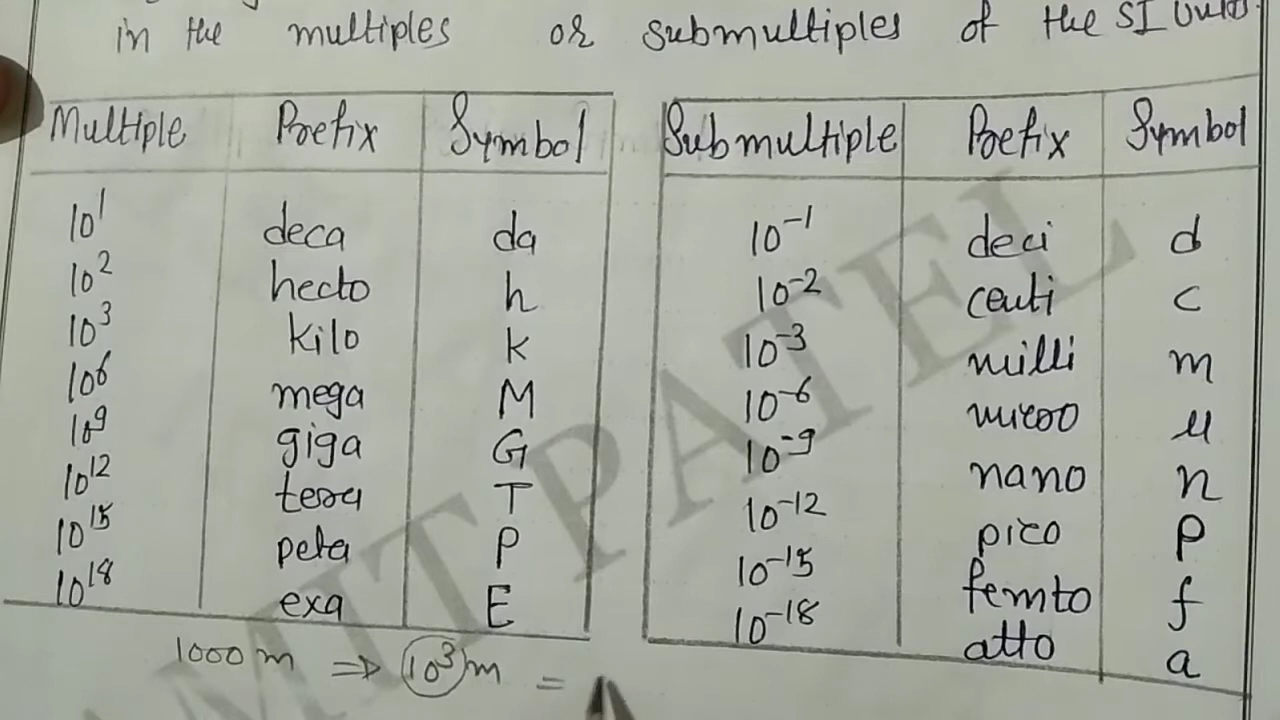 in the multiples or submultiples of the SI Units.
Multiple Prefix Symbol
10¹ deca da
10² hecto h
10³ kilo k
10⁶ mega M
10⁹ giga G
10¹² tera T
10¹⁵ peta P
10¹⁸ exa E
Submultiple Prefix Symbol
10⁻¹ deci d
10⁻² centi c
10⁻³ milli m
10⁻⁶ micro μ
10⁻⁹ nano n
10⁻¹² pico p
10⁻¹⁵ femto f
10⁻¹⁸ atto a
1000 m ⇒ 10³ m =
AMIT PATEL